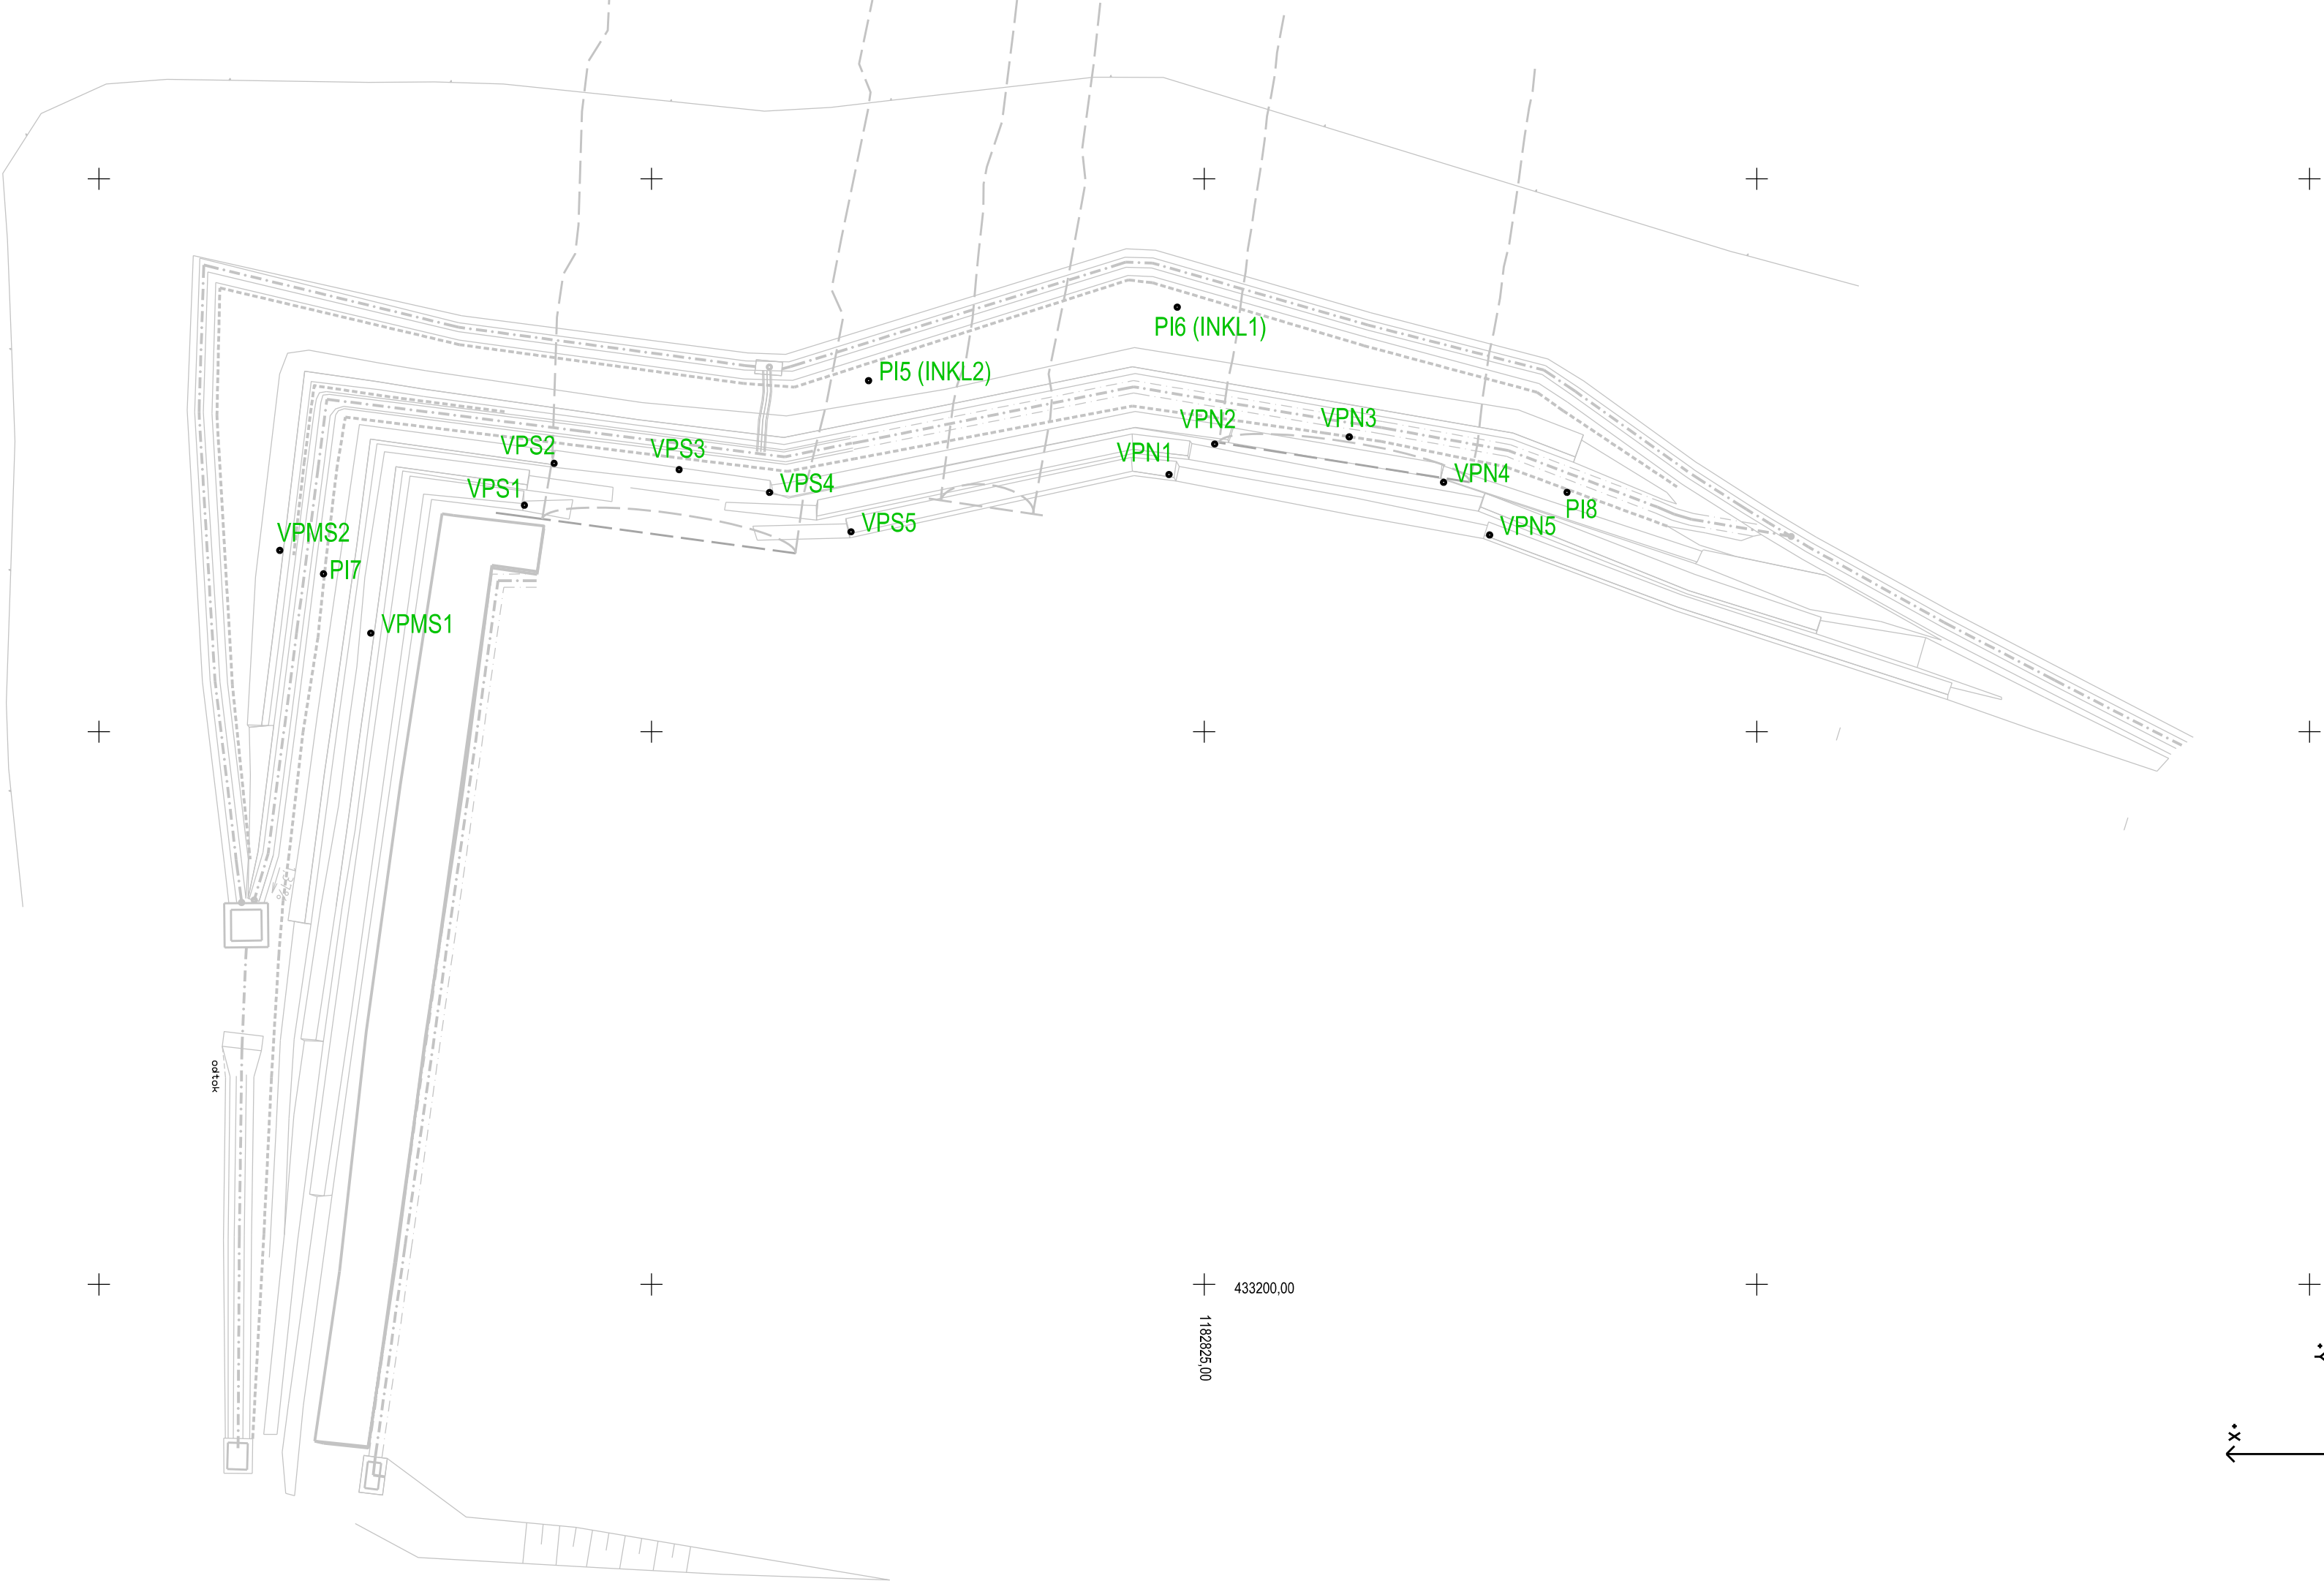 PI6 (INKL1)
PI5 (INKL2)
VPN2
VPN3
VPS2
VPS3
VPN1
VPS1
VPS4
VPN4
PI8
VPS5
VPN5
VPMS2
PI7
VPMS1
odtok
433200,00
1182825,00
Y
X